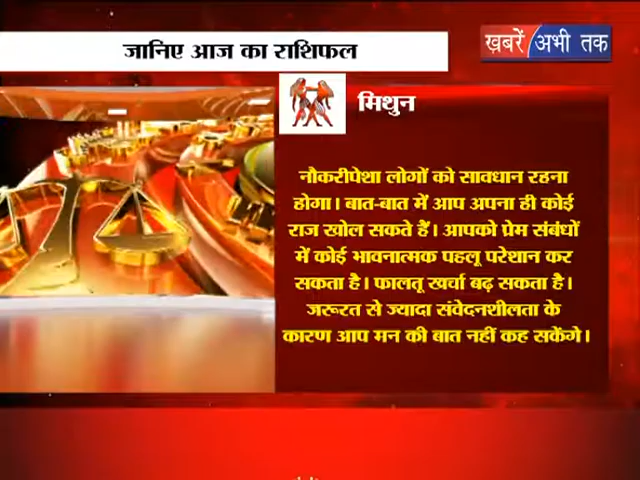 जानिए आज का राशिफल
ख़बरें अभी तक
मिथुन
नौकरीपेशा लोगों को सावधान रहना
होगा। बात-बात में आप अपना ही कोई
राज खोल सकते हैं। आपको प्रेम संबंधों
में कोई भावनात्मक पहलू परेशान कर
सकता है। फालतू खर्चा बढ़ सकता है।
जरूरत से ज्यादा संवेदनशीलता के
कारण आप मन की बात नहीं कह सकेंगे।